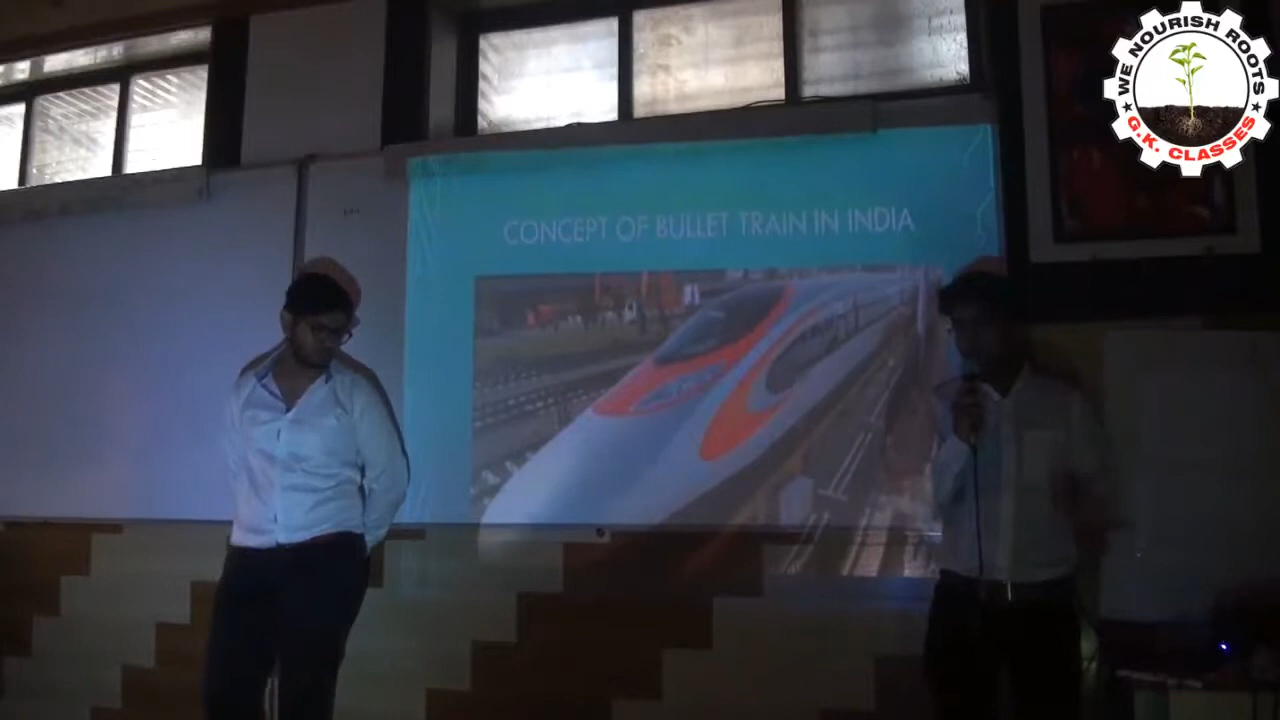 CONCEPT OF BULLET TRAIN IN INDIA
WE NOURISH ROOTS
G.K. CLASSES